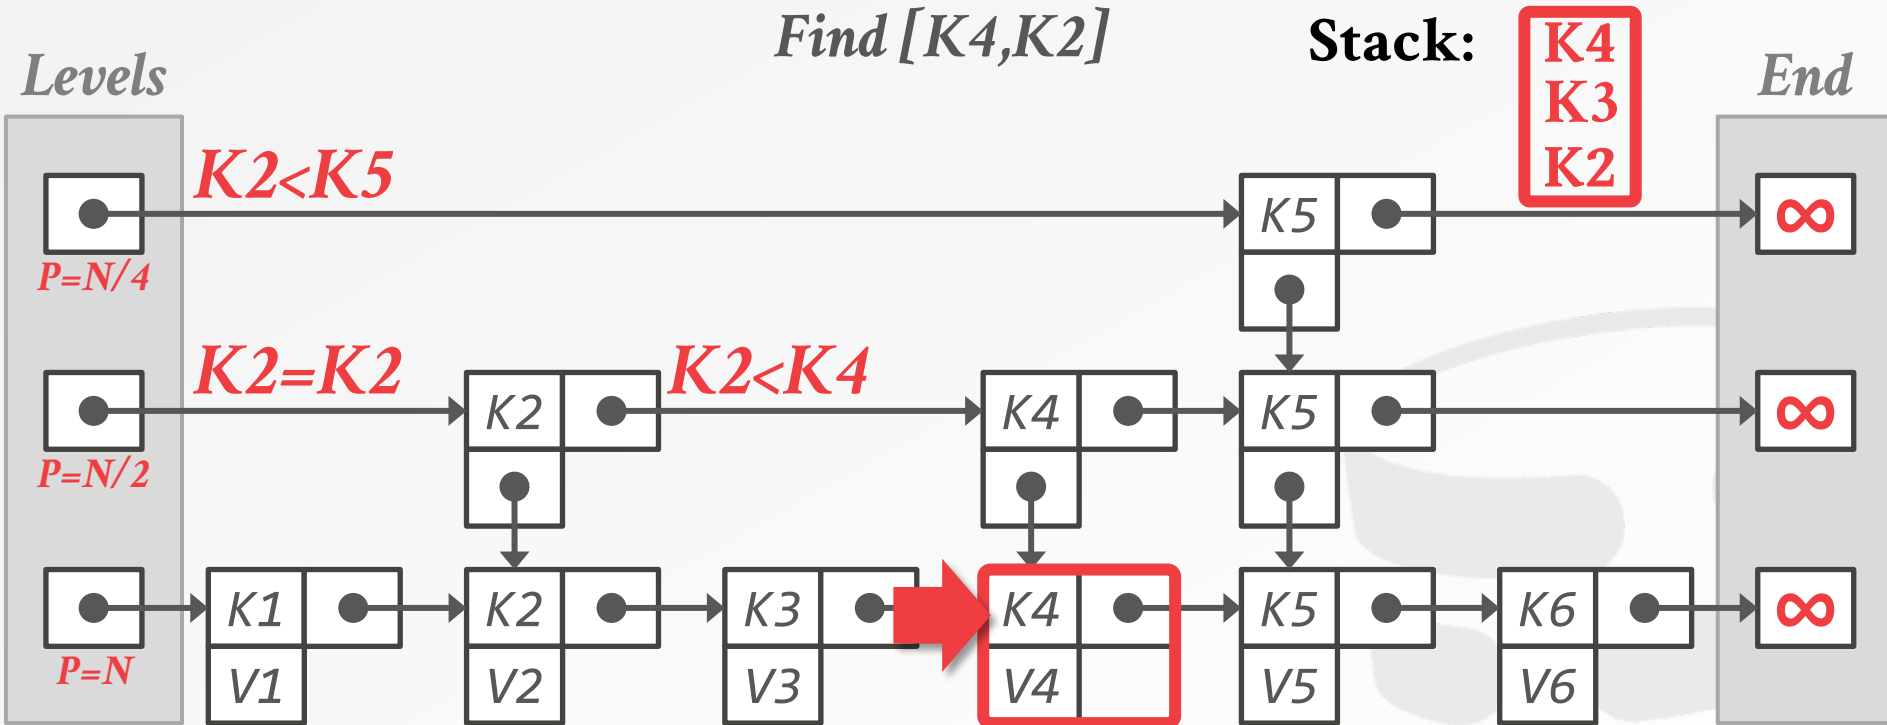 Find [K4,K2]
Stack:
K4
K3
K2
Levels
End
K2<K5
K5
∞
P=N/4
K2=K2
K2<K4
K2
K4
K5
∞
P=N/2
K1
K2
K3
K4
K5
K6
∞
P=N
V1
V2
V3
V4
V5
V6